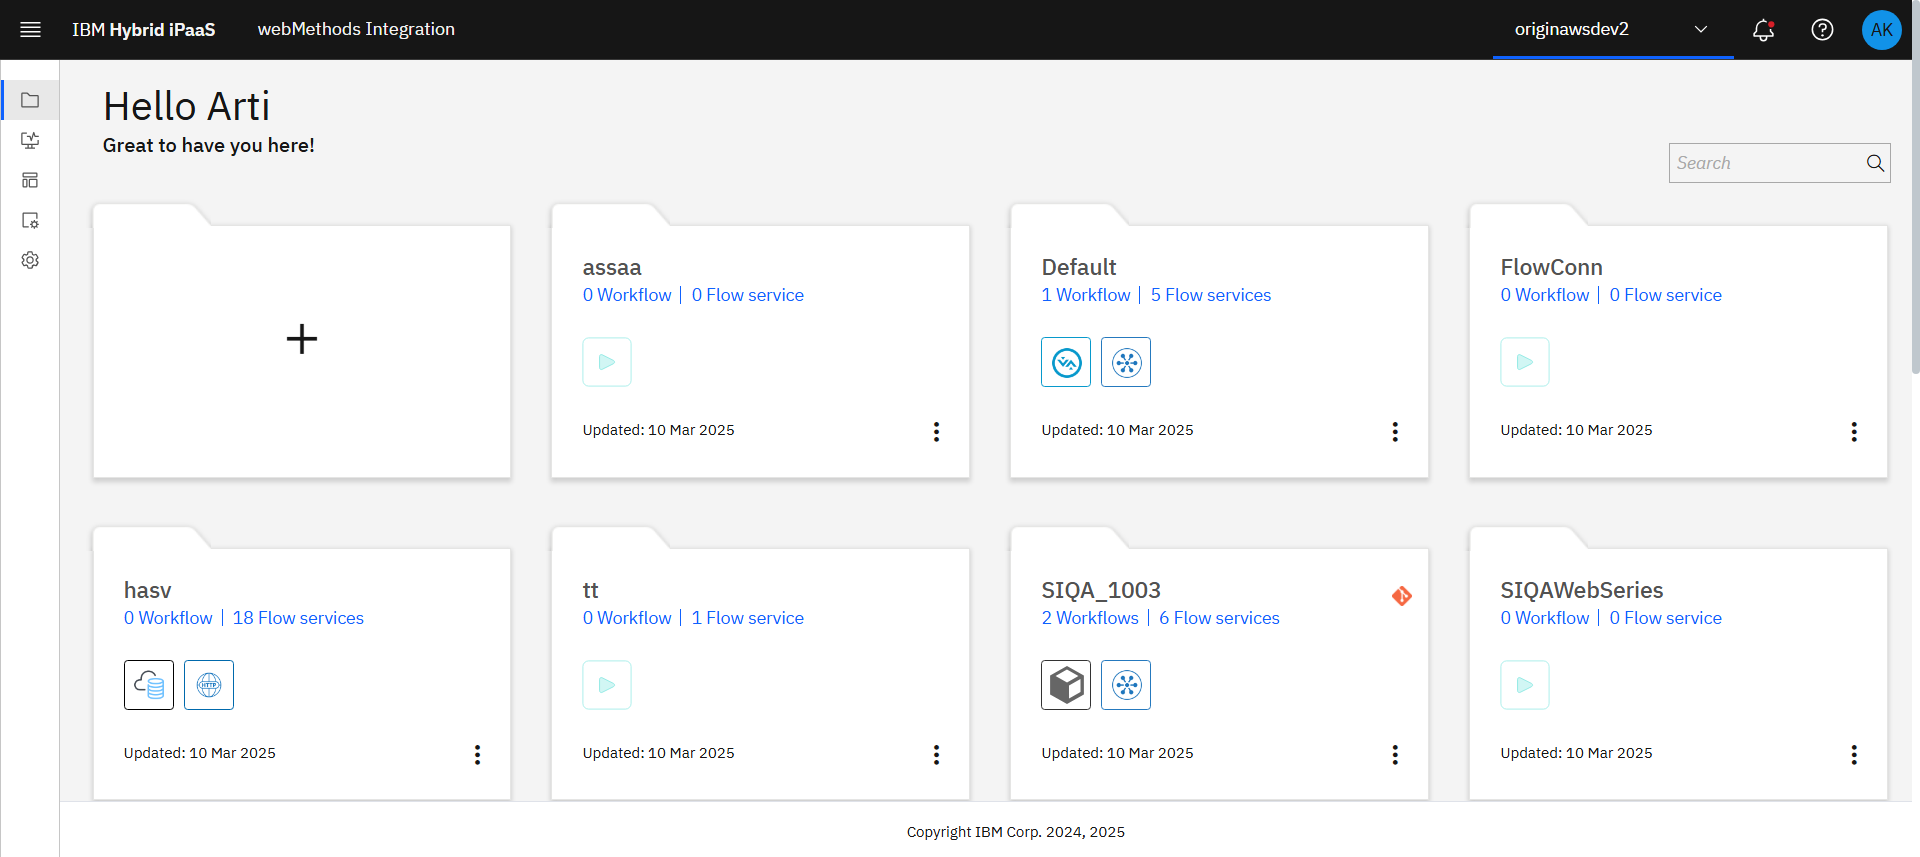 IBM Hybrid iPaaS
webMethods Integration
originawsdev2
AK
Hello Arti
Great to have you here!
Search
assaa
0 Workflow | 0 Flow service
Updated: 10 Mar 2025
Default
1 Workflow | 5 Flow services
Updated: 10 Mar 2025
FlowConn
0 Workflow | 0 Flow service
Updated: 10 Mar 2025
hasv
0 Workflow | 18 Flow services
HTTP
Updated: 10 Mar 2025
tt
0 Workflow | 1 Flow service
Updated: 10 Mar 2025
SIQA_1003
2 Workflows | 6 Flow services
Updated: 10 Mar 2025
SIQAWebSeries
0 Workflow | 0 Flow service
Updated: 10 Mar 2025
Copyright IBM Corp. 2024, 2025